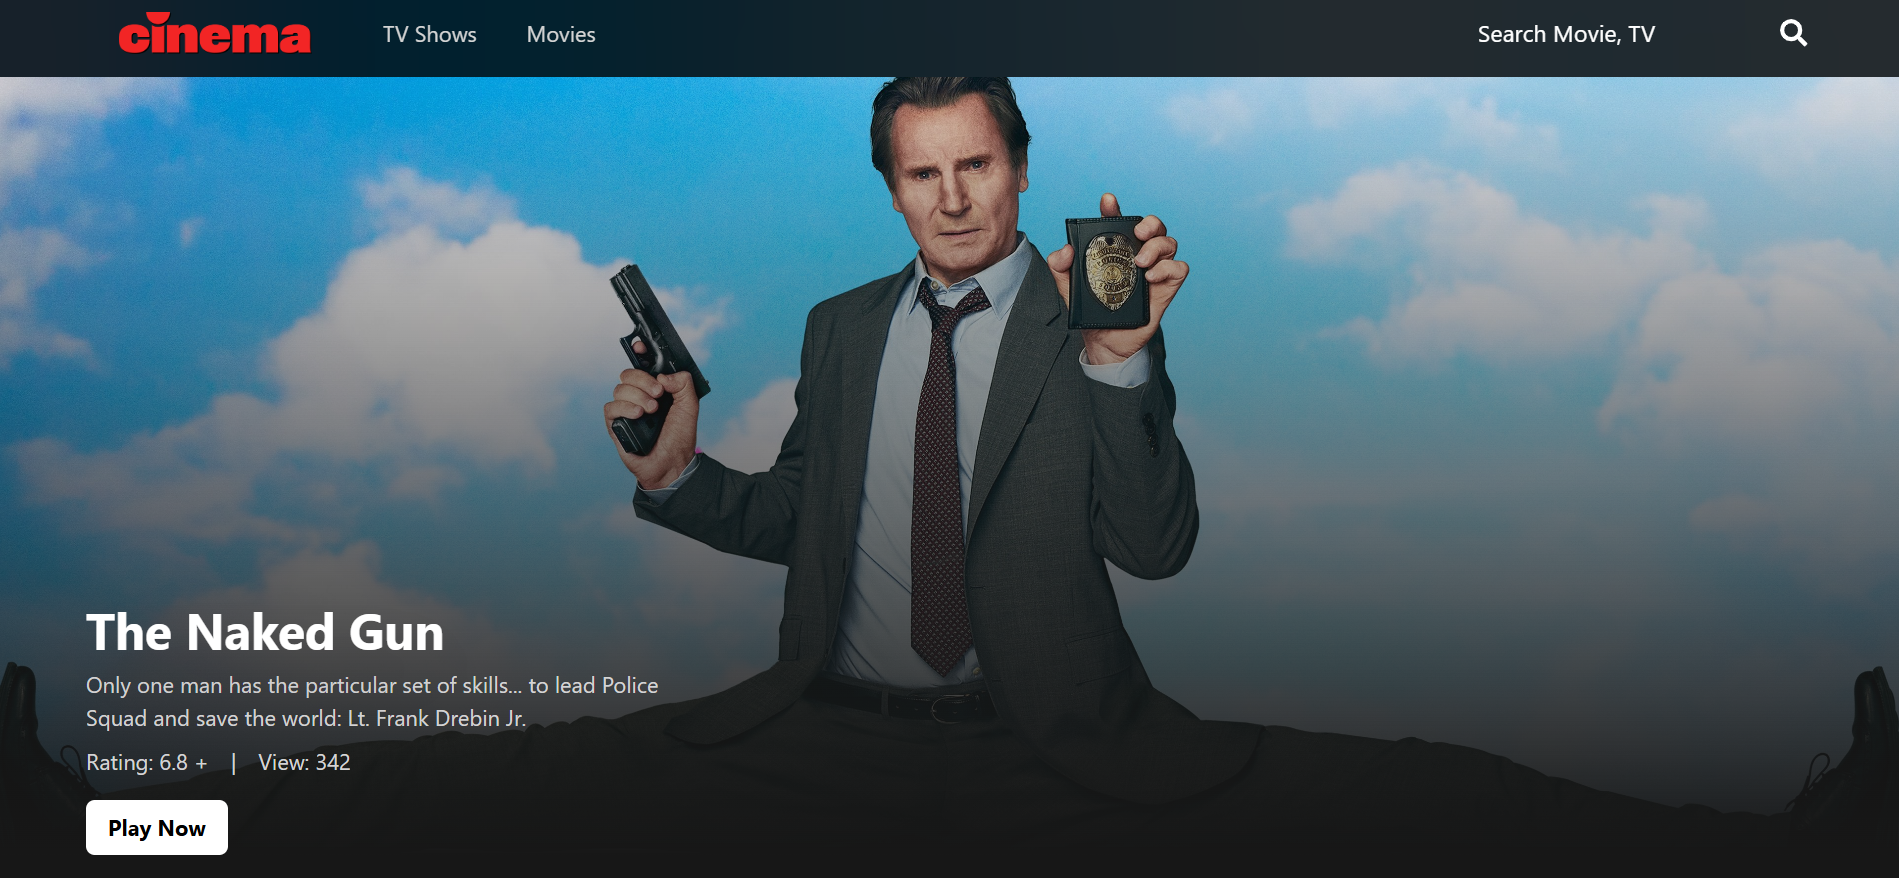 cinema
TV Shows
Movies
Search Movie, TV
The Naked Gun
Only one man has the particular set of skills... to lead Police
Squad and save the world: Lt. Frank Drebin Jr.
Rating: 6.8 + | View: 342
Play Now